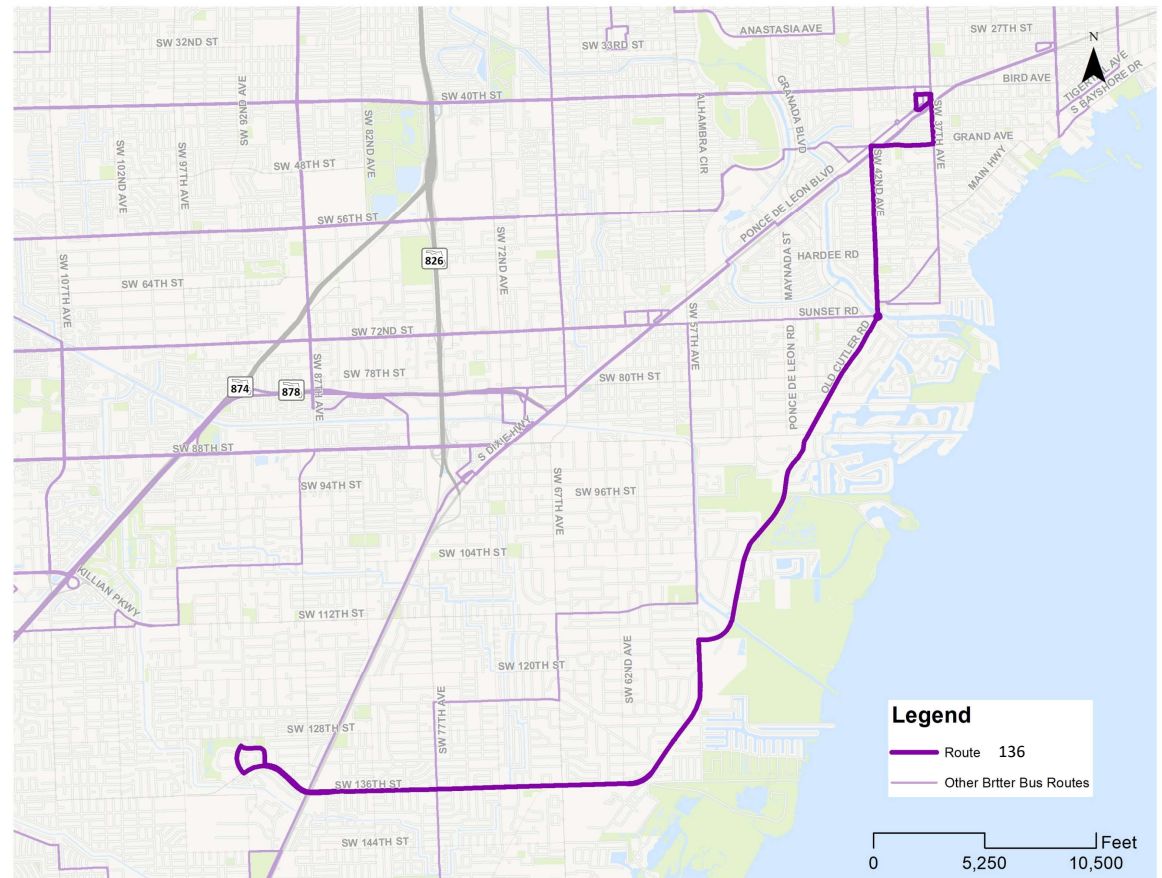 SW 32ND ST
SW 33RD ST
ANASTASIA AVE
SW 27TH ST
N
BIRD AVE
TIGERTAIL AVE
S BAYSHORE DR
SW 40TH ST
SW 92ND AVE
SW 82ND AVE
ALHAMBRA CIR
GRANADA BLVD
SW 37TH AVE
GRAND AVE
MAIN HWY
SW 102ND AVE
SW 97TH AVE
SW 48TH ST
SW 42ND AVE
SW 56TH ST
PONCE DE LEON BLVD
SW 107TH AVE
826
SW 72ND AVE
MAYNADA ST
HARDEE RD
SW 64TH ST
SW 72ND ST
SW 57TH AVE
SUNSET RD
OLD CUTLER RD
PONCE DE LEON RD
SW 78TH ST
SW 80TH ST
874
878
SW 87TH AVE
S DIXIE HWY
SW 88TH ST
SW 94TH ST
SW 67TH AVE
SW 96TH ST
SW 104TH ST
KILLIAN PKWY
SW 112TH ST
SW 120TH ST
SW 62ND AVE
SW 77TH AVE
SW 128TH ST
SW 136TH ST
SW 144TH ST
Legend
Route 136
Other Brtter Bus Routes
Feet
0 5,250 10,500